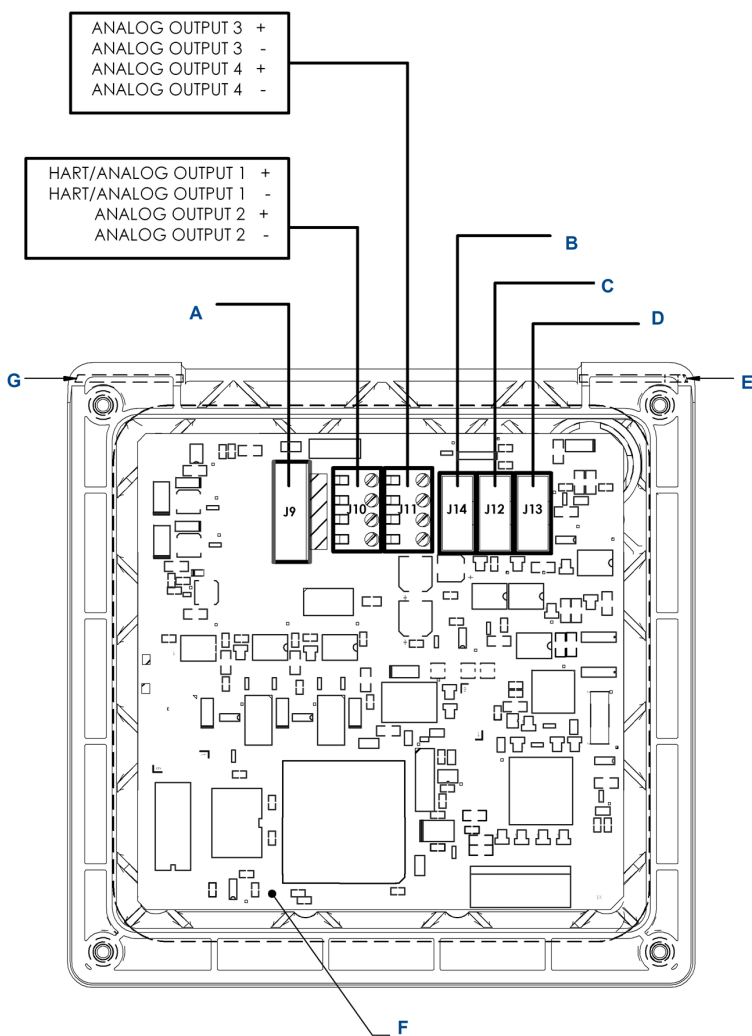 ANALOG OUTPUT 3 +
ANALOG OUTPUT 3 -
ANALOG OUTPUT 4 +
ANALOG OUTPUT 4 -
HART/ANALOG OUTPUT 1 +
HART/ANALOG OUTPUT 1 -
ANALOG OUTPUT 2 +
ANALOG OUTPUT 2 -
B
C
A
D
G
E
J9
J10
J11
J14
J12
J13
F